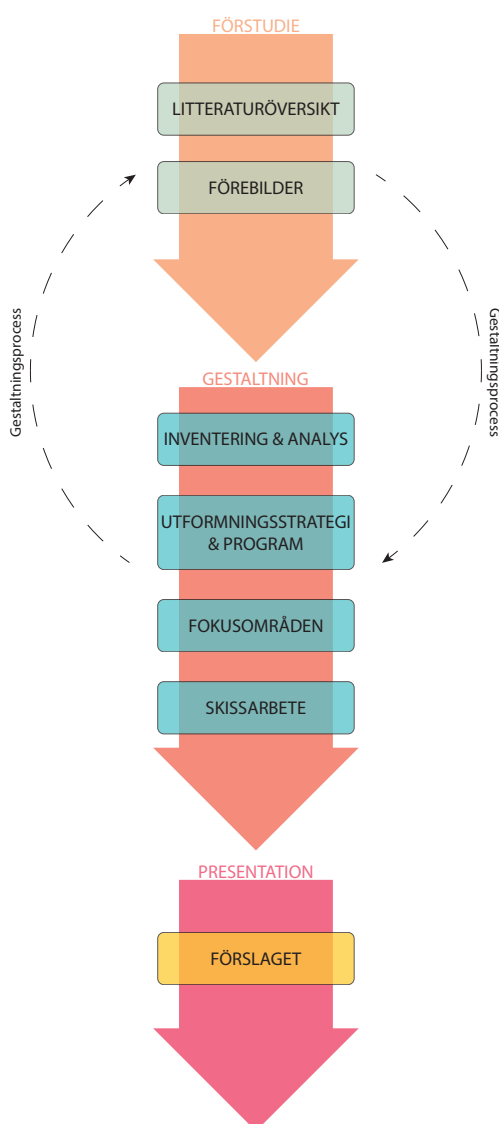 FÖRSTUDIE
LITTERATURÖVERSIKT
FÖREBILDER
Gestaltningsprocess
Gestaltningsprocess
GESTALTNING
INVENTERING & ANALYS
UTFORMNINGSSTRATEGI
& PROGRAM
FOKUSOMRÅDEN
SKISSARBETE
PRESENTATION
FÖRSLAGET